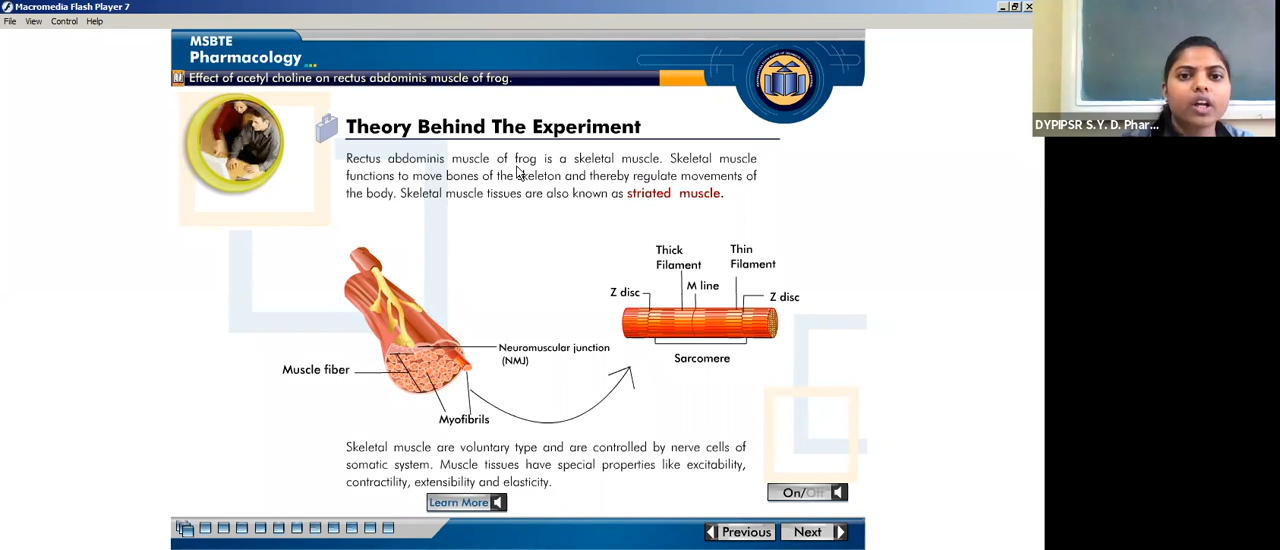 Macromedia Flash Player 7
File View Control Help
MSBTE
Pharmacology
Effect of acetyl choline on rectus abdominis muscle of frog.
DYPIPSR S.Y. D. Phar...
Theory Behind The Experiment
Rectus abdominis muscle of frog is a skeletal muscle. Skeletal muscle
functions to move bones of the skeleton and thereby regulate movements of
the body. Skeletal muscle tissues are also known as striated muscle.
Thick
Filament
Thin
Filament
M line
Z disc
Z disc
Sarcomere
Neuromuscular junction
(NMJ)
Muscle fiber
Myofibrils
Skeletal muscle are voluntary type and are controlled by nerve cells of
somatic system. Muscle tissues have special properties like excitability,
contractility, extensibility and elasticity.
Learn More
On/Off
Previous
Next